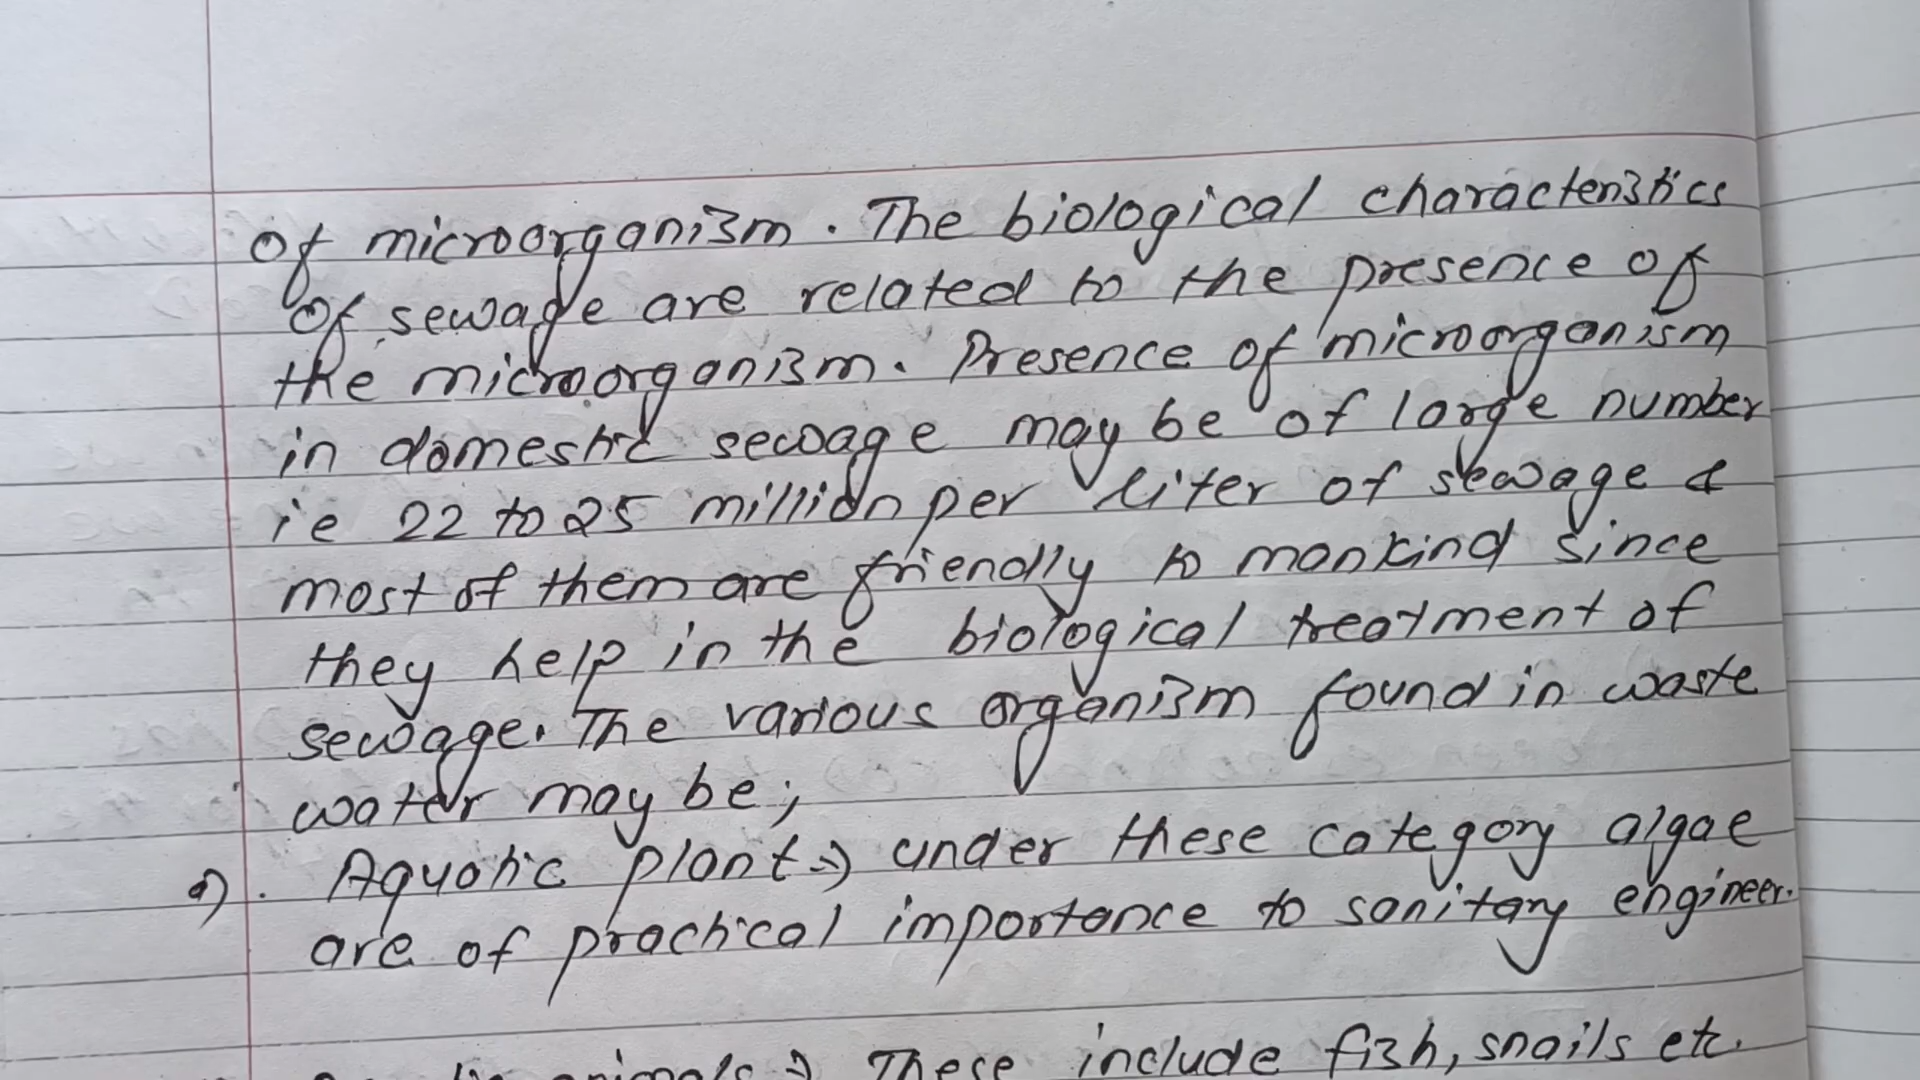 of microorganism. The biological characteristics
of sewage are related to the presence of
the microorganism. Presence of microorganism
in domestic sewage may be of large number
ie 22 to 25 million per liter of sewage &
most of them are friendly to mankind since
they help in the biological treatment of
sewage. The various organism found in waste
water may be;
a). Aquatic plant => under these category algae
are of practical importance to sanitary engineer.
animals => These include fish, snails etc.